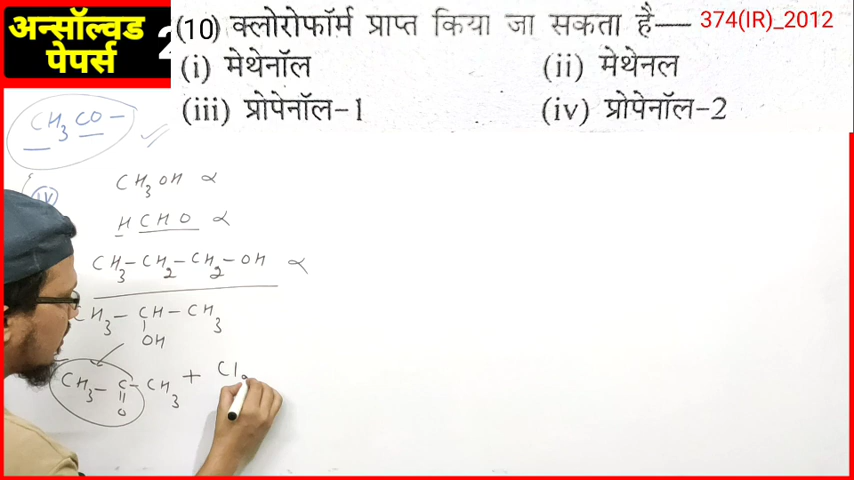 अन्सॉल्वड
पेपर्स
(10) क्लोरोफॉर्म प्राप्त किया जा सकता है— 374(IR)_2012
(i) मेथेनॉल (ii) मेथेनल
(iii) प्रोपेनॉल-1 (iv) प्रोपेनॉल-2
CH₃CO–
iv
CH₃OH
HCHO
CH₃–CH₂–CH₂–OH
CH₃–CH–CH₃
OH
CH₃–C–CH₃ + Cl₂
O